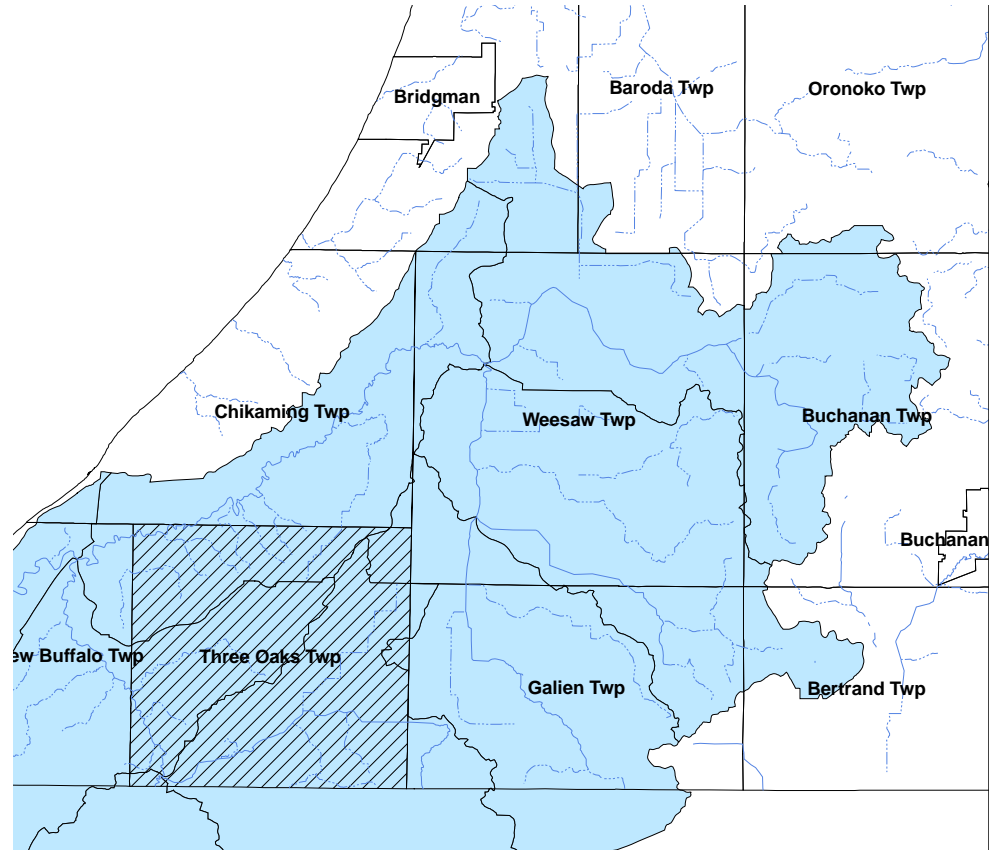 Baroda Twp
Oronoko Twp
Bridgman
Chikaming Twp
Weesaw Twp
Buchanan Twp
Buchanan
ew Buffalo Twp
Three Oaks Twp
Galien Twp
Bertrand Twp